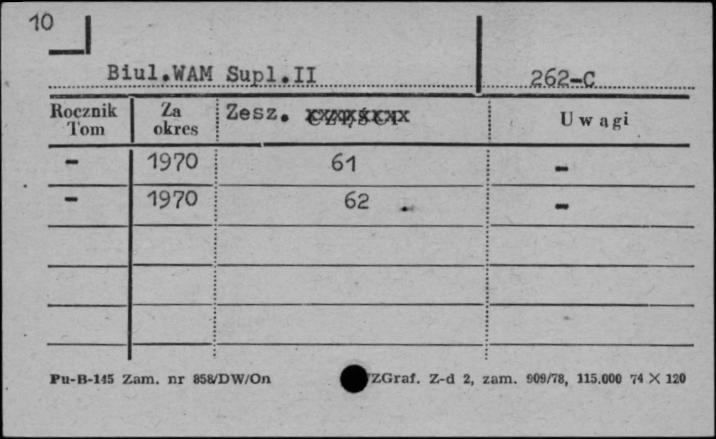 10
Biul.WAM Supl.II 262-C
Rocznik Tom Za okres Zesz. Uwagi
- 1970 61 -
- 1970 62 -
Pu-B-145 Zam. nr 858/DW/On ZGraf. Z-d 2, zam. 909/78, 115.000 74 × 120